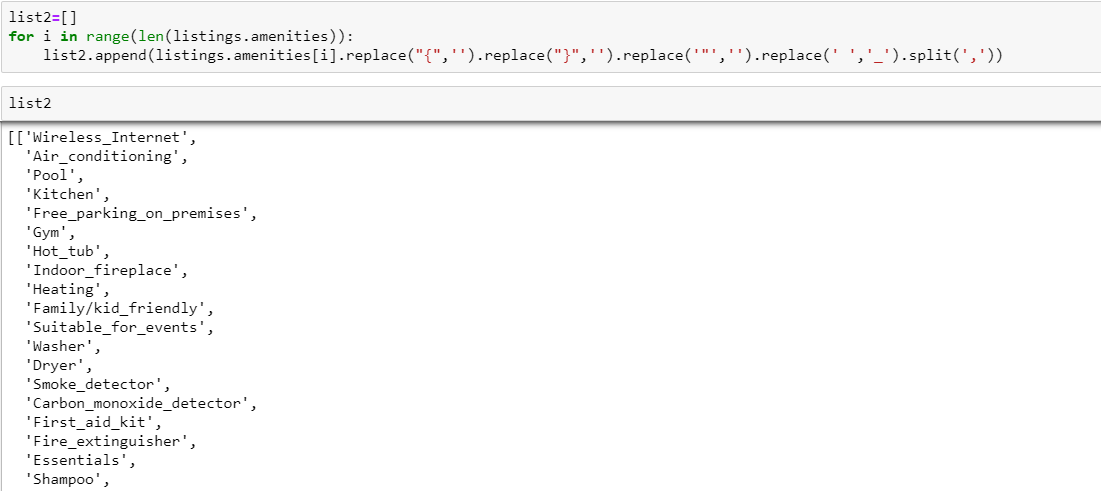 list2=[]
for i in range(len(listings.amenities)):
    list2.append(listings.amenities[i].replace("{",'').replace("}",'').replace('"','').replace(' ','_').split(','))
list2
[['Wireless_Internet',
  'Air_conditioning',
  'Pool',
  'Kitchen',
  'Free_parking_on_premises',
  'Gym',
  'Hot_tub',
  'Indoor_fireplace',
  'Heating',
  'Family/kid_friendly',
  'Suitable_for_events',
  'Washer',
  'Dryer',
  'Smoke_detector',
  'Carbon_monoxide_detector',
  'First_aid_kit',
  'Fire_extinguisher',
  'Essentials',
  'Shampoo',